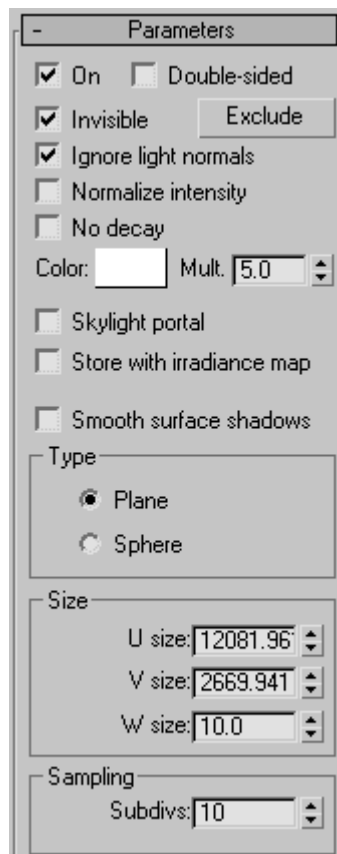 - Parameters
On Double-sided
Invisible Exclude
Ignore light normals
Normalize intensity
No decay
Color: Mult. 5.0
Skylight portal
Store with irradiance map
Smooth surface shadows
Type
Plane
Sphere
Size
U size: 12081.96
V size: 2669.941
W size: 10.0
Sampling
Subdivs: 10